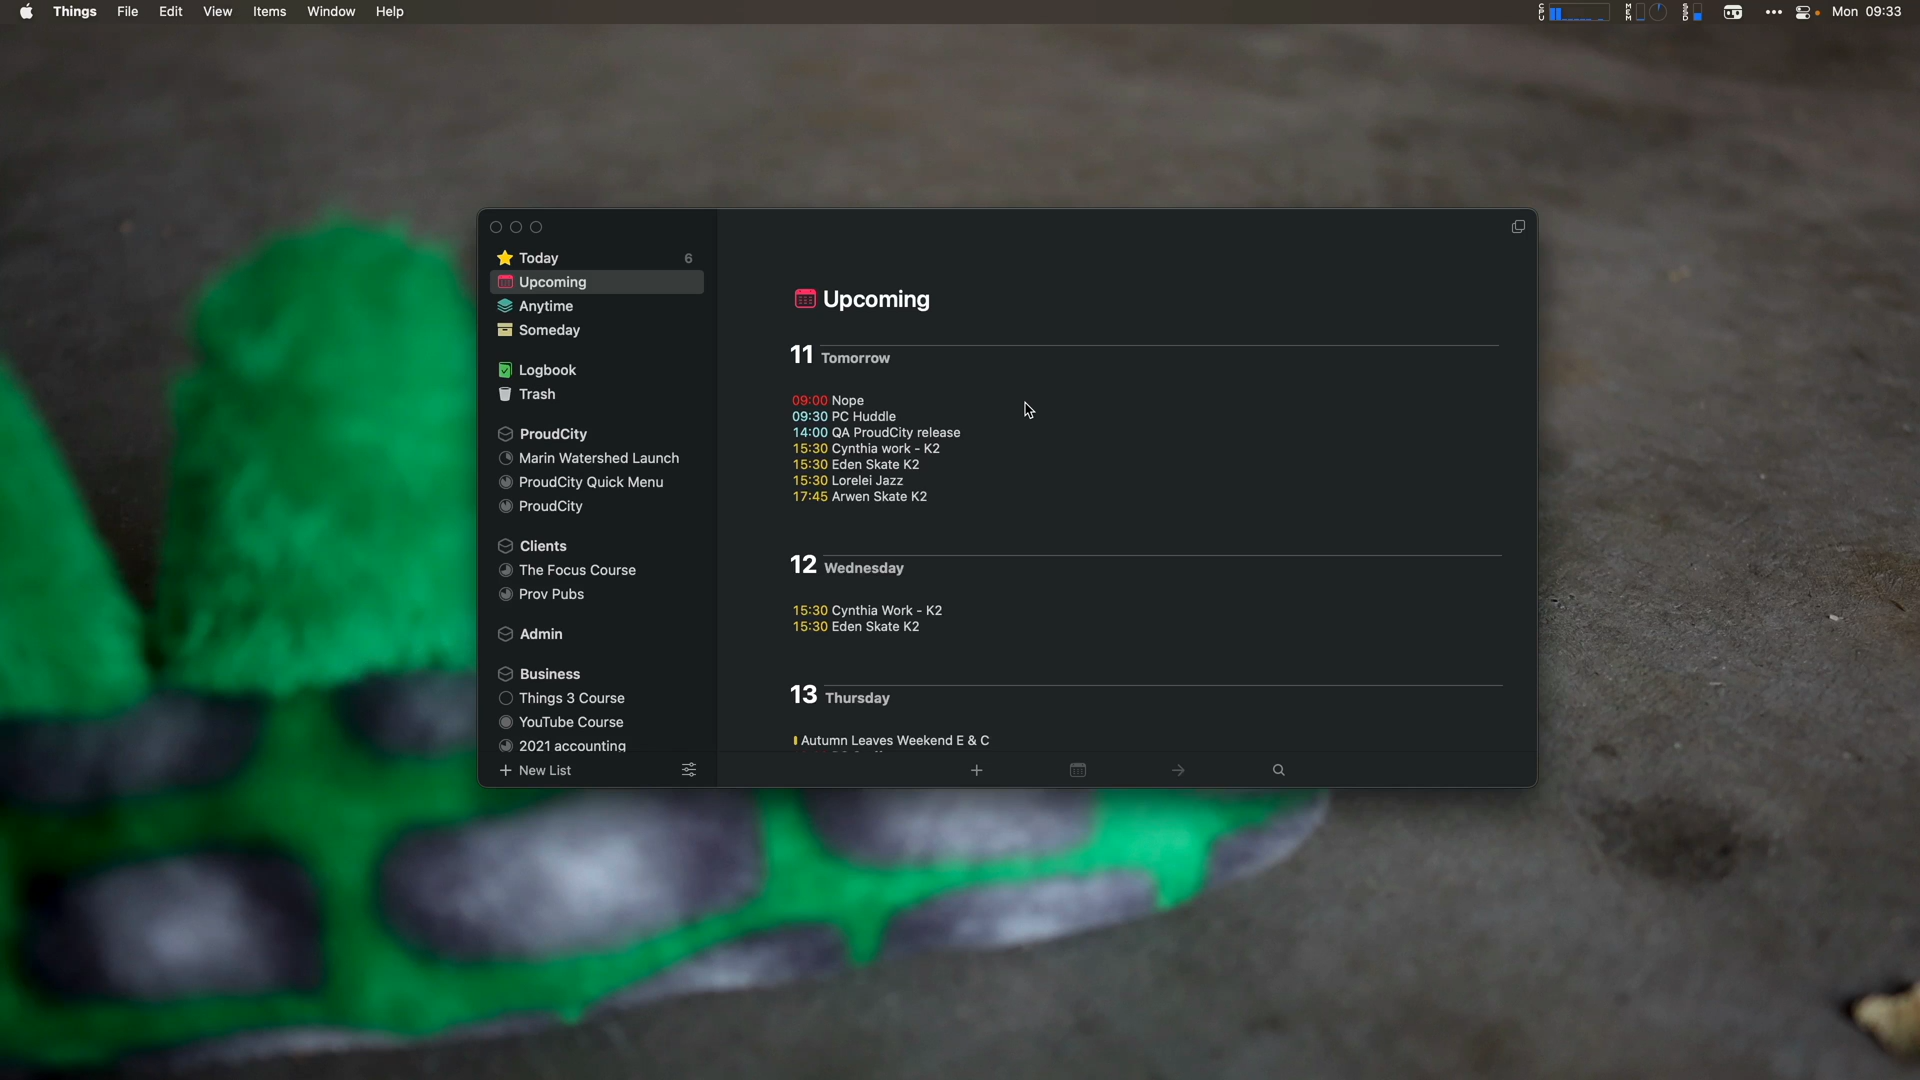 Things File Edit View Items Window Help
CPU MEM SSD Mon 09:33
Today 6
Upcoming
Anytime
Someday
Logbook
Trash
ProudCity
Marin Watershed Launch
ProudCity Quick Menu
ProudCity
Clients
The Focus Course
Prov Pubs
Admin
Business
Things 3 Course
YouTube Course
2021 accounting
+ New List
Upcoming
11 Tomorrow
09:00 Nope
09:30 PC Huddle
14:00 QA ProudCity release
15:30 Cynthia work - K2
15:30 Eden Skate K2
15:30 Lorelei Jazz
17:45 Arwen Skate K2
12 Wednesday
15:30 Cynthia Work - K2
15:30 Eden Skate K2
13 Thursday
Autumn Leaves Weekend E & C